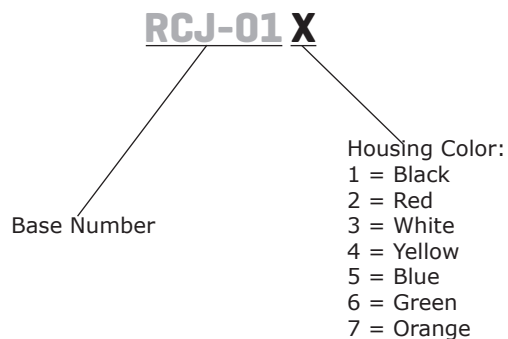 RCJ-01 X
Housing Color:
1 = Black
2 = Red
3 = White
4 = Yellow
5 = Blue
6 = Green
7 = Orange
Base Number